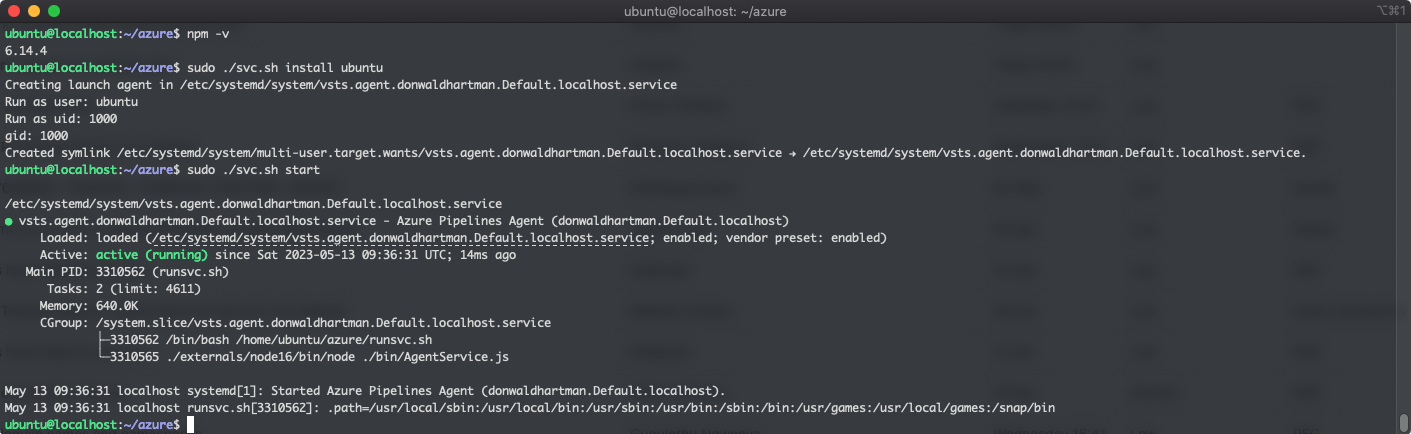 ubuntu@localhost: ~/azure
⌥⌘1
ubuntu@localhost:~/azure$ npm -v
6.14.4
ubuntu@localhost:~/azure$ sudo ./svc.sh install ubuntu
Creating launch agent in /etc/systemd/system/vsts.agent.donwaldhartman.Default.localhost.service
Run as user: ubuntu
Run as uid: 1000
gid: 1000
Created symlink /etc/systemd/system/multi-user.target.wants/vsts.agent.donwaldhartman.Default.localhost.service → /etc/systemd/system/vsts.agent.donwaldhartman.Default.localhost.service.
ubuntu@localhost:~/azure$ sudo ./svc.sh start
/etc/systemd/system/vsts.agent.donwaldhartman.Default.localhost.service
● vsts.agent.donwaldhartman.Default.localhost.service - Azure Pipelines Agent (donwaldhartman.Default.localhost)
Loaded: loaded (/etc/systemd/system/vsts.agent.donwaldhartman.Default.localhost.service; enabled; vendor preset: enabled)
Active: active (running) since Sat 2023-05-13 09:36:31 UTC; 14ms ago
Main PID: 3310562 (runsvc.sh)
Tasks: 2 (limit: 4611)
Memory: 640.0K
CGroup: /system.slice/vsts.agent.donwaldhartman.Default.localhost.service
├─3310562 /bin/bash /home/ubuntu/azure/runsvc.sh
└─3310565 ./externals/node16/bin/node ./bin/AgentService.js
May 13 09:36:31 localhost systemd[1]: Started Azure Pipelines Agent (donwaldhartman.Default.localhost).
May 13 09:36:31 localhost runsvc.sh[3310562]: .path=/usr/local/sbin:/usr/local/bin:/usr/sbin:/usr/bin:/sbin:/bin:/usr/games:/usr/local/games:/snap/bin
ubuntu@localhost:~/azure$